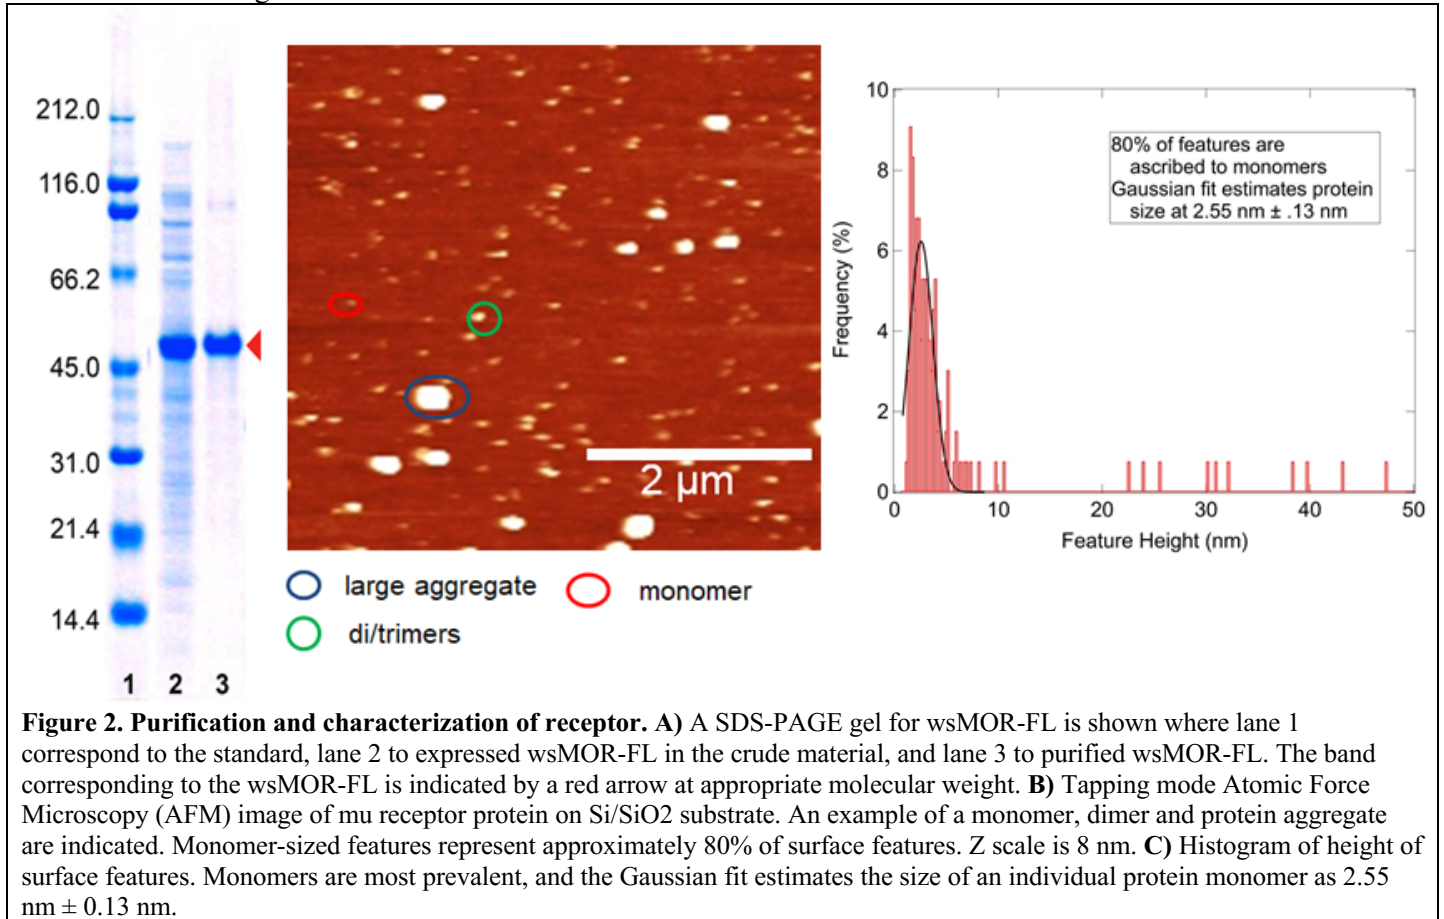 212.0
116.0
66.2
45.0
31.0
21.4
14.4
1 2 3
2 µm
large aggregate
monomer
di/trimers
10
8
6
4
2
0
Frequency (%)
80% of features are
ascribed to monomers
Gaussian fit estimates protein
size at 2.55 nm ± .13 nm
0 10 20 30 40 50
Feature Height (nm)
Figure 2. Purification and characterization of receptor. A) A SDS-PAGE gel for wsMOR-FL is shown where lane 1
correspond to the standard, lane 2 to expressed wsMOR-FL in the crude material, and lane 3 to purified wsMOR-FL. The band
corresponding to the wsMOR-FL is indicated by a red arrow at appropriate molecular weight. B) Tapping mode Atomic Force
Microscopy (AFM) image of mu receptor protein on Si/SiO2 substrate. An example of a monomer, dimer and protein aggregate
are indicated. Monomer-sized features represent approximately 80% of surface features. Z scale is 8 nm. C) Histogram of height of
surface features. Monomers are most prevalent, and the Gaussian fit estimates the size of an individual protein monomer as 2.55
nm ± 0.13 nm.